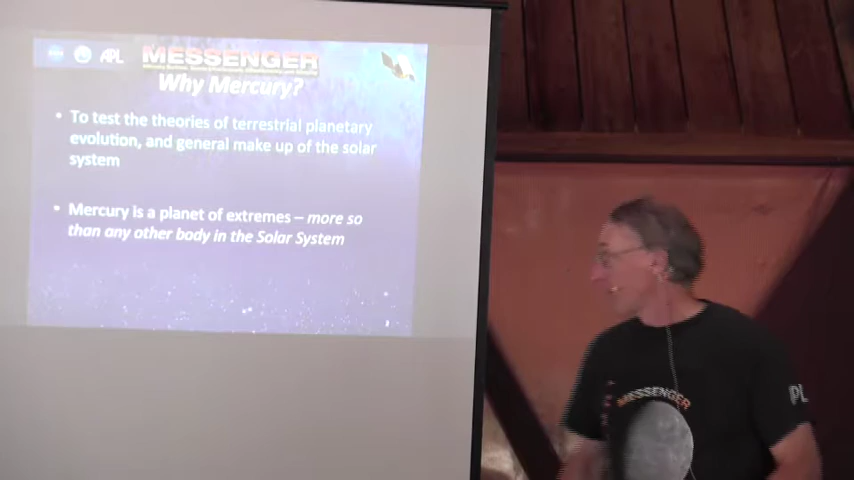 APL
MESSENGER
Why Mercury?
• To test the theories of terrestrial planetary
evolution, and general make up of the solar
system
• Mercury is a planet of extremes – more so
than any other body in the Solar System
MESSENGER
APL